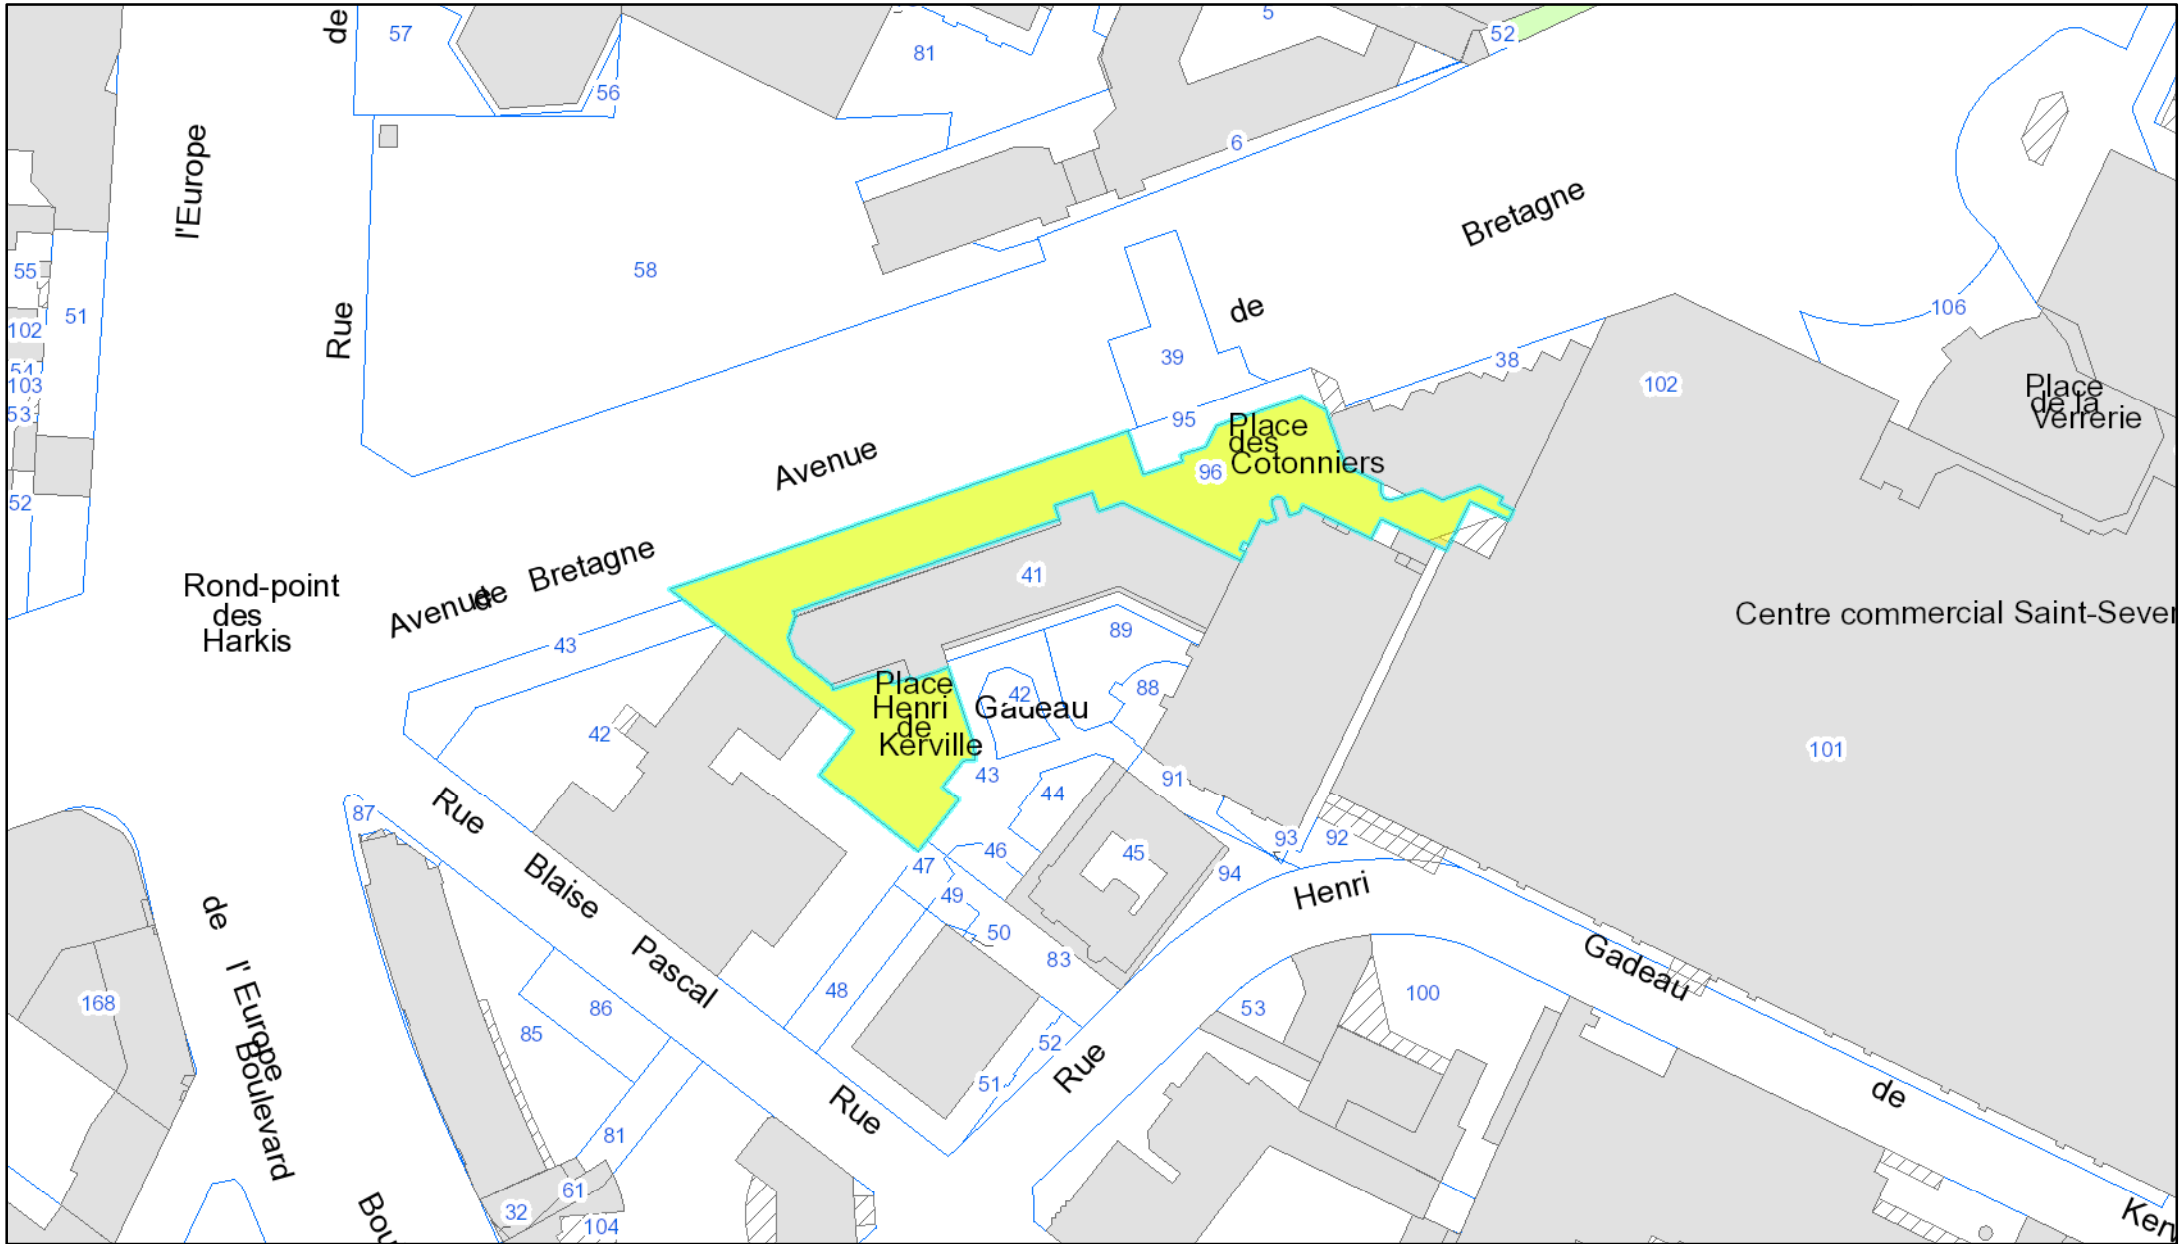 de
57
5
52
81
56
6
l'Europe
Bretagne
55
58
51
106
de
102
Rue
39
38
54
103
102
Place
de la
Verrerie
53
95
Place
des
Cotonniers
Avenue
96
52
Bretagne
41
Rond-point
des
Harkis
Avenue
de
Centre commercial Saint-Sever
43
89
Place
Henri
de
Kerville
Gadeau
42
88
42
101
43
91
44
87
Rue
93
92
46
45
47
94
Blaise
49
Henri
de
50
83
Pascal
Gadeau
48
100
l' Europe
168
86
53
85
52
Boulevard
Rue
51
Rue
de
81
61
32
104
Bou
Ken